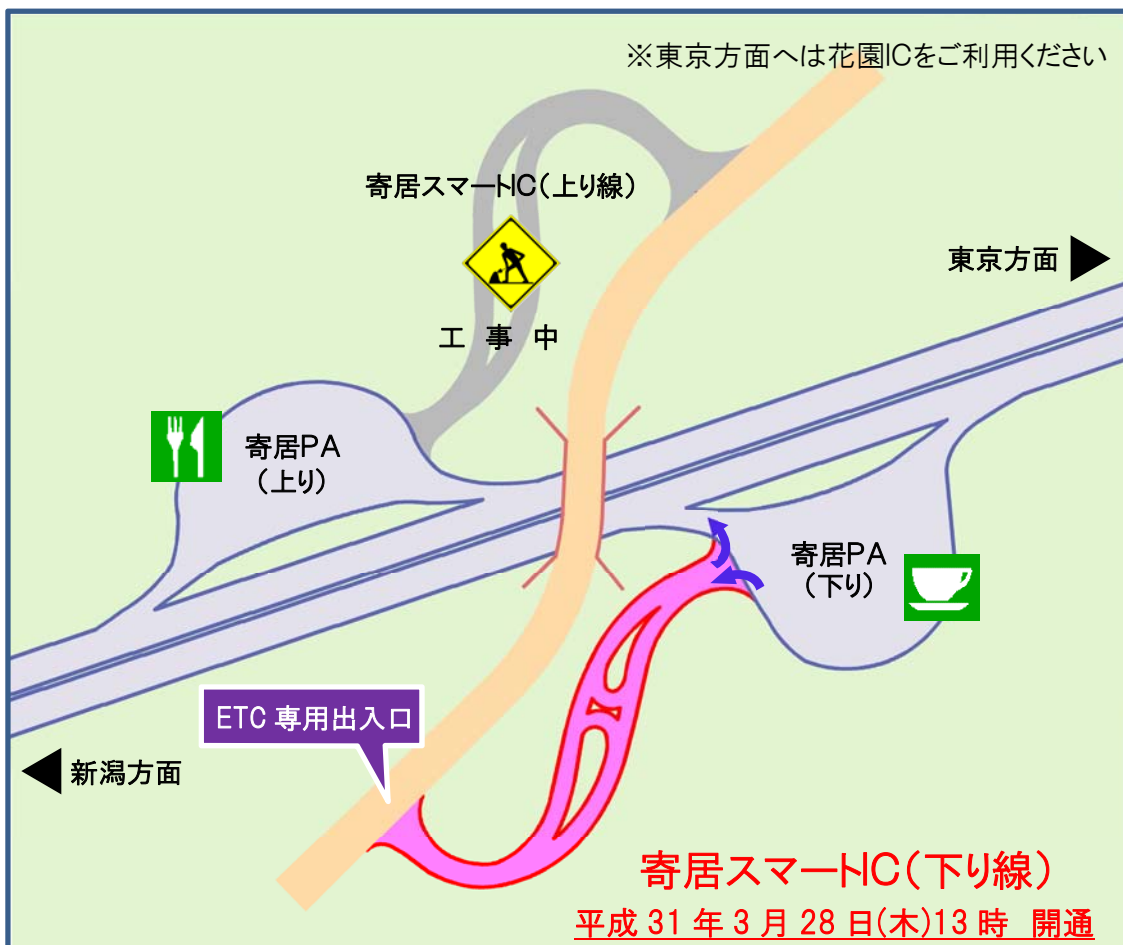 ※東京方面へは花園ICをご利用ください
寄居スマートIC(上り線)
東京方面
工 事 中
寄居PA
(上り)
寄居PA
(下り)
ETC 専用出入口
新潟方面
寄居スマートIC(下り線)
平成 31 年 3 月 28 日(木)13 時 開通